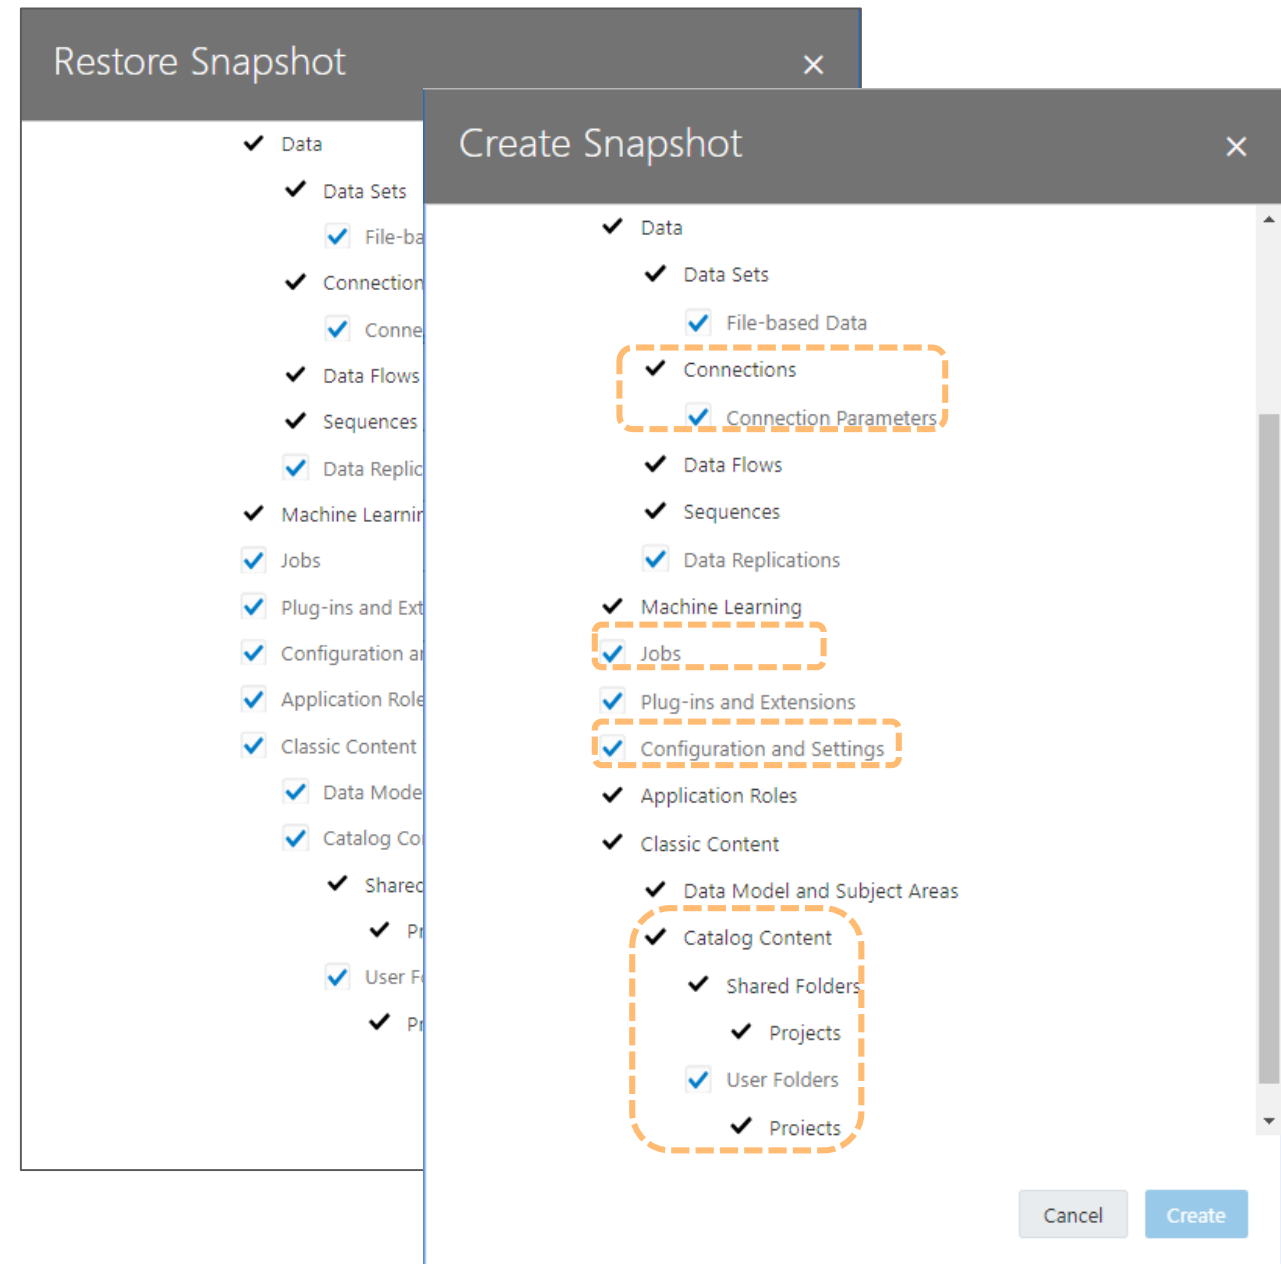 Restore Snapshot
Data
Data Sets
File-ba
Connection
Conne
Data Flows
Sequences
Data Replic
Machine Learnin
Jobs
Plug-ins and Ext
Configuration a
Application Role
Classic Content
Data Mode
Catalog Co
Shared
Pr
User F
Pr
Create Snapshot
Data
Data Sets
File-based Data
Connections
Connection Parameters
Data Flows
Sequences
Data Replications
Machine Learning
Jobs
Plug-ins and Extensions
Configuration and Settings
Application Roles
Classic Content
Data Model and Subject Areas
Catalog Content
Shared Folders
Projects
User Folders
Projects
Cancel
Create